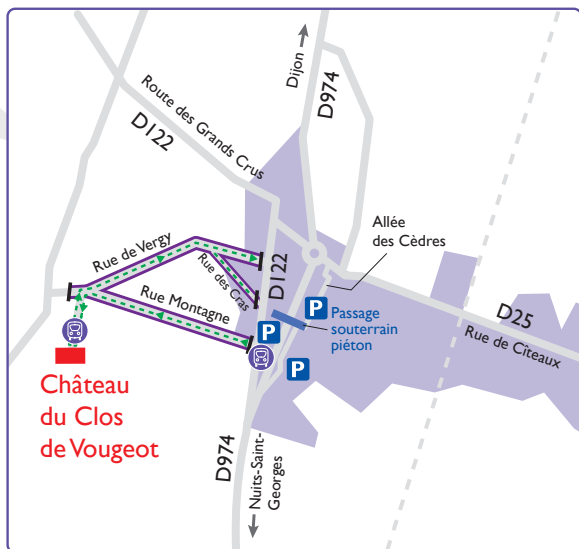 Dijon
D974
Route des Grands Crus
D122
Allée
des Cèdres
Rue de Vergy
Rue des Cras
D122
Rue Montagne
P
Passage
souterrain
piéton
D25
Rue de Cîteaux
P
P
Château
du Clos
de Vougeot
D974
Nuits-Saint-
Georges